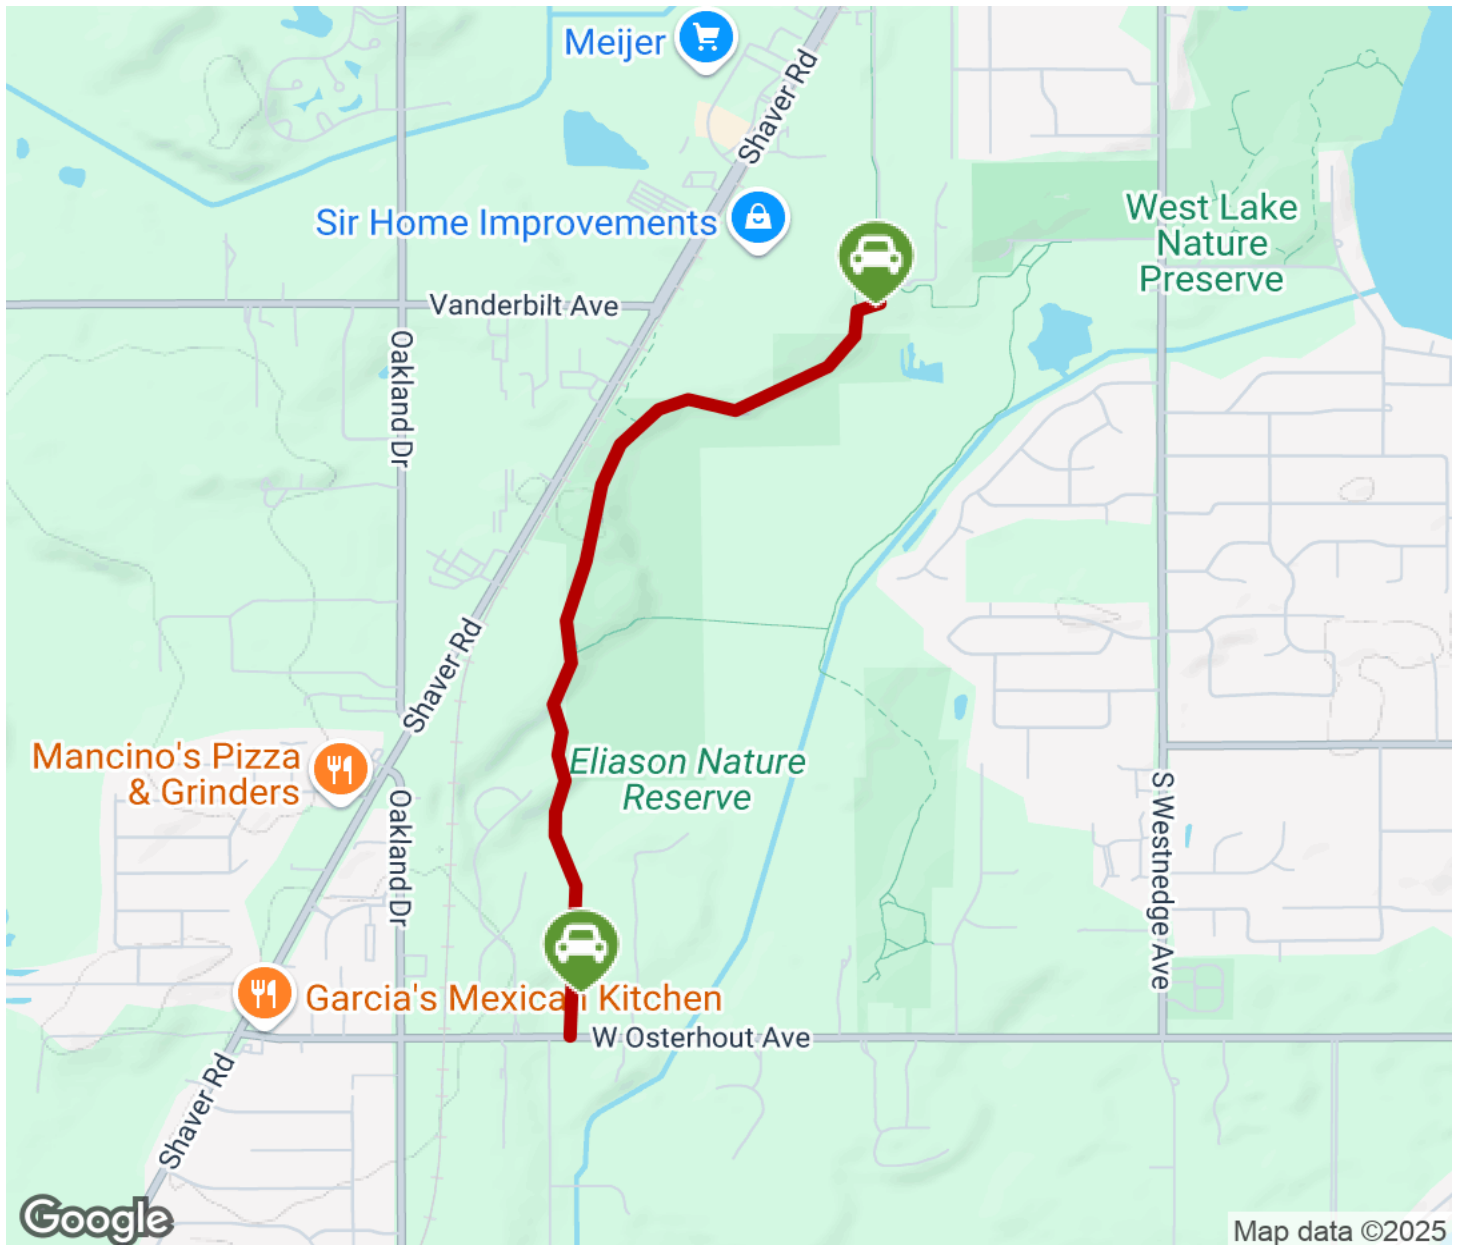 Meijer
Shaver Rd
Sir Home Improvements
West Lake
Nature
Preserve
Vanderbilt Ave
Oakland Dr
Shaver Rd
Mancino's Pizza
& Grinders
Eliason Nature
Reserve
Oakland Dr
S Westnedge Ave
Garcia's Mexican Kitchen
W Osterhout Ave
Shaver Rd
Google
Map data ©2025